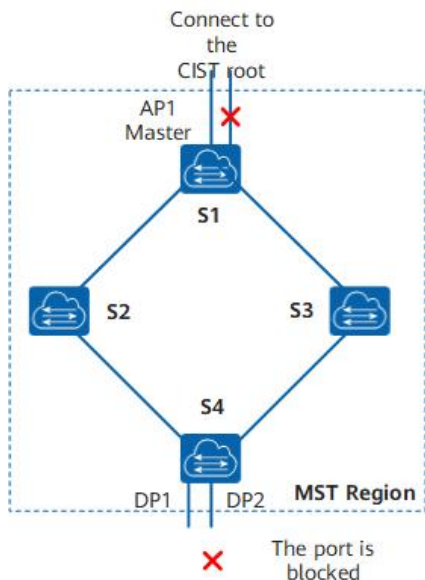 Connect to
the
CIST root
AP1
Master
S1
S2
S3
S4
DP1
DP2
MST Region
The port is
blocked